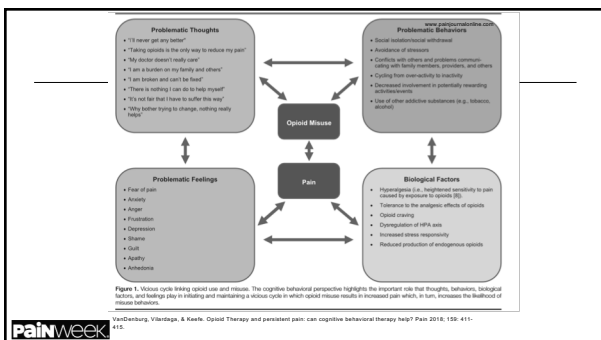 www.painjournalonline.com
Problematic Thoughts
• "I'll never get any better"
• "Taking opioids is the only way to reduce my pain"
• "My doctor doesn't really care"
• "I am a burden on my family and others"
• "I am broken and can't be fixed"
• "There is nothing I can do to help myself"
• "It's not fair that I have to suffer this way"
• "Why bother trying to change, nothing really
helps"
Problematic Behaviors
• Social isolation/social withdrawal
• Avoidance of stressors
• Conflicts with others and problems communi-
cating with family members, providers, and others
• Cycling from over-activity to inactivity
• Decreased involvement in potentially rewarding
activities/events
• Use of other addictive substances (e.g., tobacco,
alcohol)
Opioid Misuse
Pain
Problematic Feelings
• Fear of pain
• Anxiety
• Anger
• Frustration
• Depression
• Shame
• Guilt
• Apathy
• Anhedonia
Biological Factors
• Hyperalgesia (i.e., heightened sensitivity to pain
caused by exposure to opioids [8])
• Tolerance to the analgesic effects of opioids
• Opioid craving
• Dysregulation of HPA axis
• Increased stress responsivity
• Reduced production of endogenous opioids
Figure 1. Vicious cycle linking opioid use and misuse. The cognitive behavioral perspective highlights the important role that thoughts, behaviors, biological
factors, and feelings play in initiating and maintaining a vicious cycle in which opioid misuse results in increased pain which, in turn, increases the likelihood of
misuse behaviors.
PaiNWeeK.
VanDenburg, Vilardaga, & Keefe. Opioid Therapy and persistent pain: can cognitive behavioral therapy help? Pain 2018; 159: 411-
415.